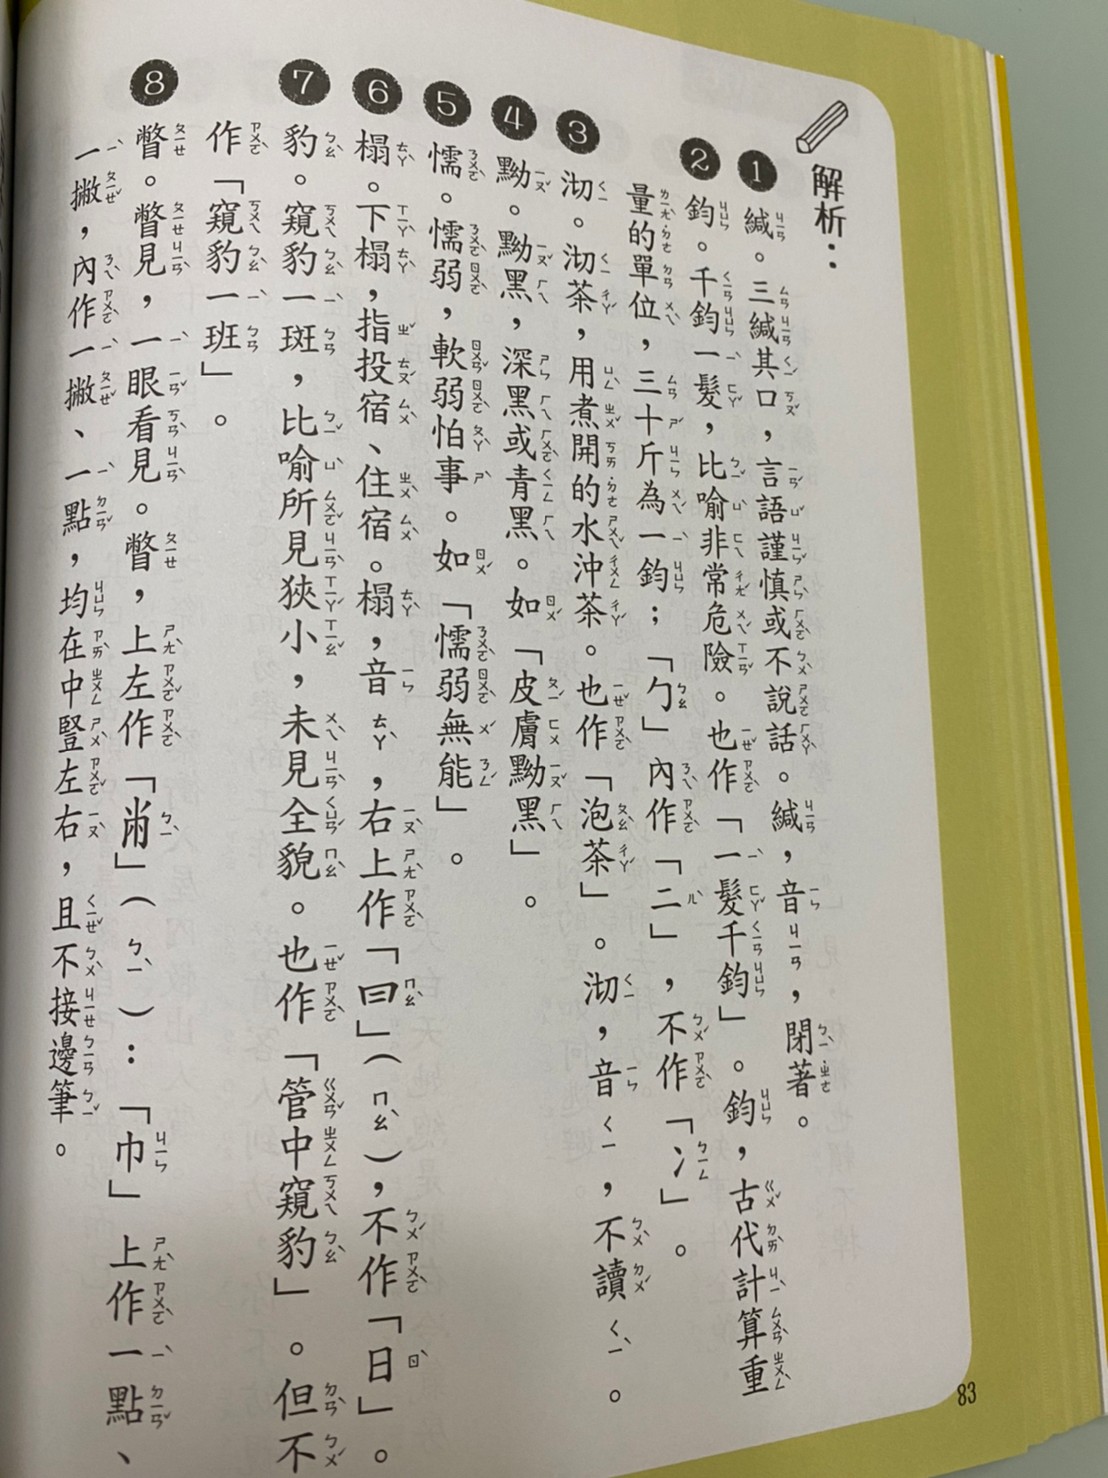 解析：
1 緘。三緘其口，言語謹慎或不說話。緘，音ㄐㄧㄢ，閉著。
2 鈞。千鈞一髮，比喻非常危險。也作「一髮千鈞」。鈞，古代計算重
量的單位，三十斤為一鈞；「勹」內作「二」，不作「冫」。
3 沏。沏茶，用煮開的水沖茶。也作「泡茶」。沏，音ㄑㄧ，不讀ㄑㄧˋ。
4 黝。黝黑，深黑或青黑。如「皮膚黝黑」。
5 懦。懦弱，軟弱怕事。如「懦弱無能」。
6 榻。下榻，指投宿、住宿。榻，音ㄊㄚˋ，右上作「冃」(ㄇㄠˋ)，不作「日」。
7 豹。窺豹一斑，比喻所見狹小，未見全貌。也作「管中窺豹」。但不
作「窺豹一班」。
8 瞥。瞥見，一眼看見。瞥，上左作「㡀」(ㄅㄧˋ)：「巾」上作一點、
一撇，內作一撇、一點，均在中豎左右，且不接邊筆。
83